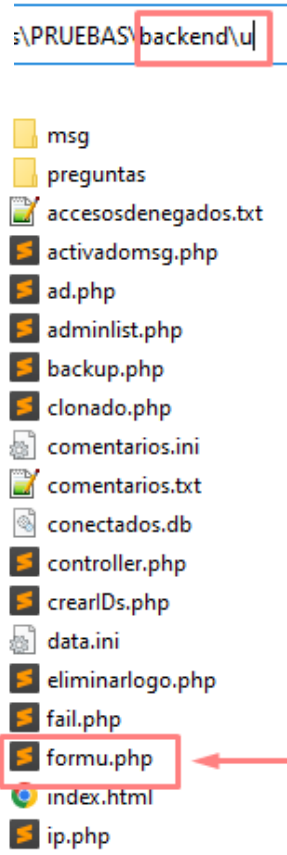 s\PRUEBAS\backend\u
msg
preguntas
accesosdenegados.txt
activadomsg.php
ad.php
adminlist.php
backup.php
clonado.php
comentarios.ini
comentarios.txt
conectados.db
controller.php
crearIDs.php
data.ini
eliminarlogo.php
fail.php
formu.php
index.html
ip.php